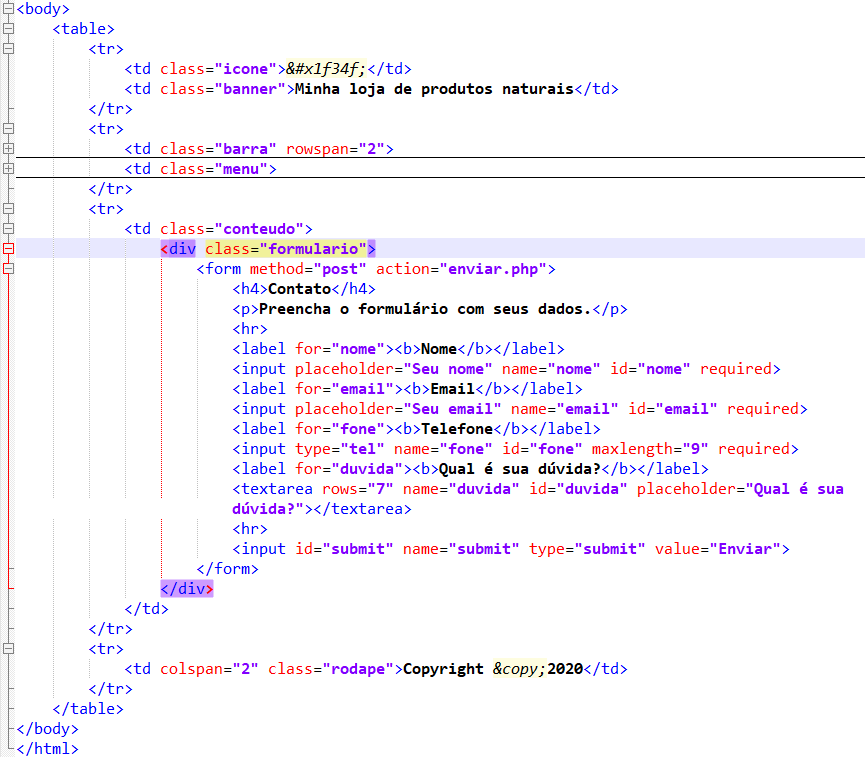 <body>
<table>
<tr>
<td class="icone">&#x1f34f;</td>
<td class="banner">Minha loja de produtos naturais</td>
</tr>
<tr>
<td class="barra" rowspan="2">
<td class="menu">
</tr>
<tr>
<td class="conteudo">
<div class="formulario">
<form method="post" action="enviar.php">
<h4>Contato</h4>
<p>Preencha o formulário com seus dados.</p>
<hr>
<label for="nome"><b>Nome</b></label>
<input placeholder="Seu nome" name="nome" id="nome" required>
<label for="email"><b>Email</b></label>
<input placeholder="Seu email" name="email" id="email" required>
<label for="fone"><b>Telefone</b></label>
<input type="tel" name="fone" id="fone" maxlength="9" required>
<label for="duvida"><b>Qual é sua dúvida?</b></label>
<textarea rows="7" name="duvida" id="duvida" placeholder="Qual é sua
dúvida?"></textarea>
<hr>
<input id="submit" name="submit" type="submit" value="Enviar">
</form>
</div>
</td>
</tr>
<tr>
<td colspan="2" class="rodape">Copyright &copy;2020</td>
</tr>
</table>
</body>
</html>